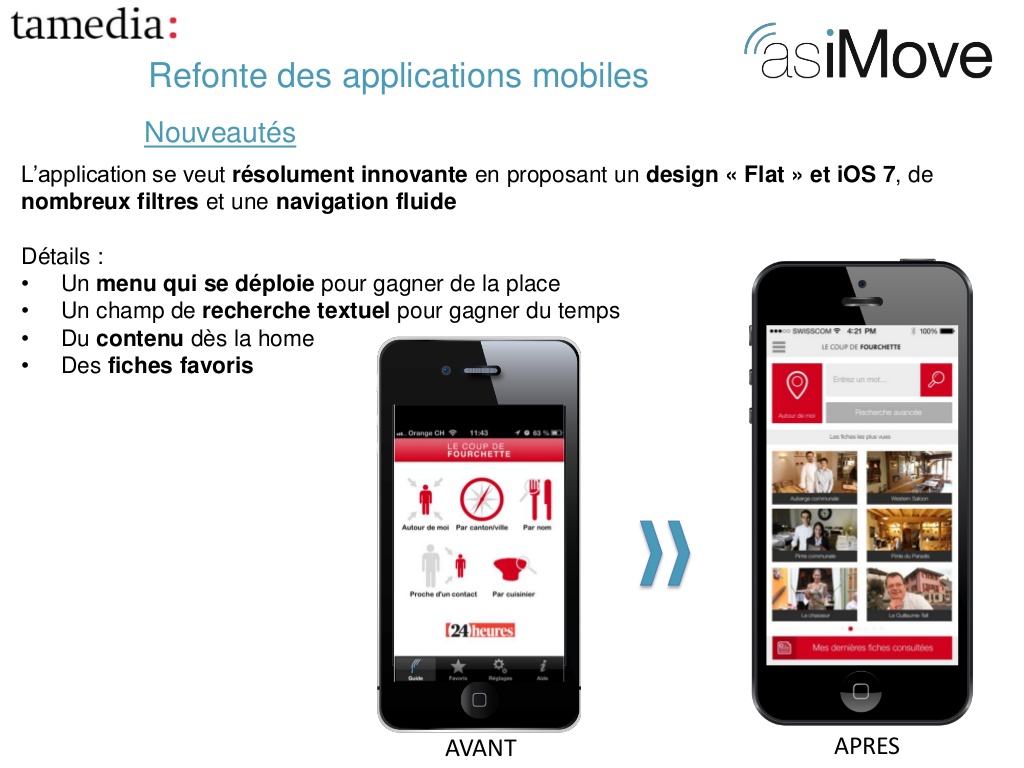 tamedia:
asiMove
Refonte des applications mobiles
Nouveautés
L'application se veut résolument innovante en proposant un design « Flat » et iOS 7, de
nombreux filtres et une navigation fluide
Détails :
• Un menu qui se déploie pour gagner de la place
• Un champ de recherche textuel pour gagner du temps
• Du contenu dès la home
• Des fiches favoris
Orange CH 11:43 63 %
LE COUP DE
FOURCHETTE
Autour de moi Par canton/ville Par nom
Proche d'un contact Par cuisinier
24 heures
Guide Favoris Réglages Aide
AVANT
SWISSCOM 4:21 PM 100%
LE COUP DE FOURCHETTE
Entrez un mot...
Autour de moi
Recherche avancée
Les fiches les plus vues
Auberge communale Western Saloon
Pinte communale Pinte du Paradis
Le chasseur Le Guillaume Tell
Mes dernières fiches consultées
APRES